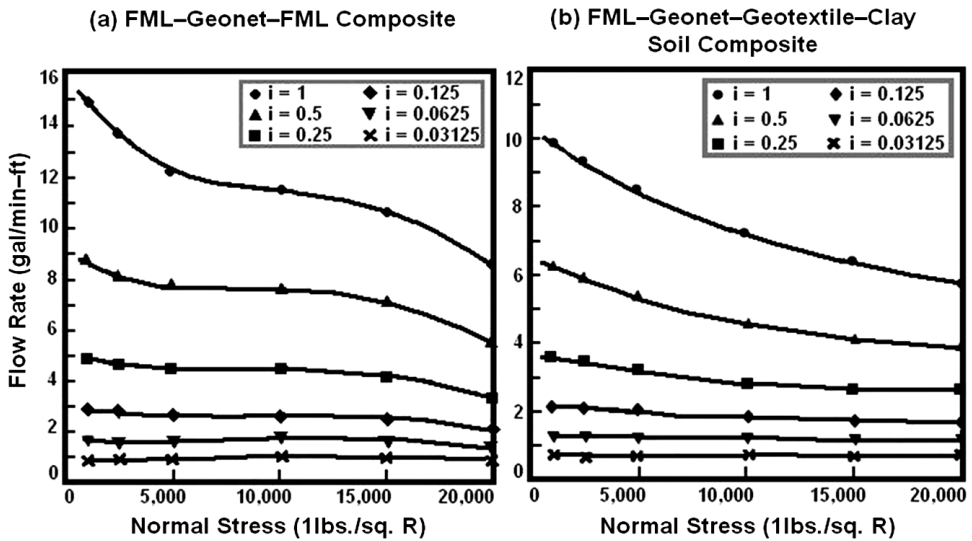 (a) FML–Geonet–FML Composite
(b) FML–Geonet–Geotextile–Clay
Soil Composite
Flow Rate (gal/min–ft)
16
14
12
10
8
6
4
2
0
i = 1
i = 0.5
i = 0.25
i = 0.125
i = 0.0625
i = 0.03125
0
5,000
10,000
15,000
20,000
Normal Stress (1lbs./sq. R)
12
10
8
6
4
2
0
i = 1
i = 0.5
i = 0.25
i = 0.125
i = 0.0625
i = 0.03125
0
5,000
10,000
15,000
20,000
Normal Stress (1lbs./sq. R)